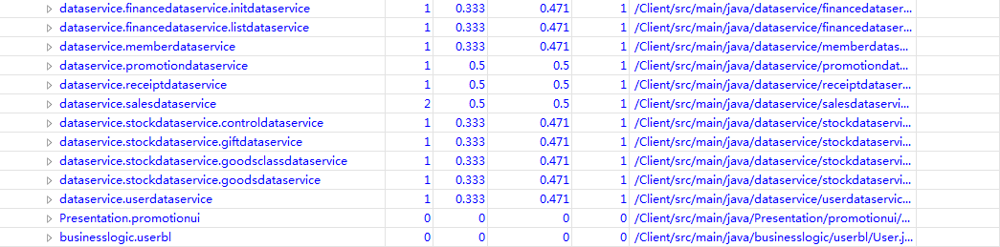 dataservice.financedataservice.initdataservice 1 0.333 0.471 1 /Client/src/main/java/dataservice/financedataser...
dataservice.financedataservice.listdataservice 1 0.333 0.471 1 /Client/src/main/java/dataservice/financedataser...
dataservice.memberdataservice 1 0.333 0.471 1 /Client/src/main/java/dataservice/memberdatas...
dataservice.promotiondataservice 1 0.5 0.5 1 /Client/src/main/java/dataservice/promotiondat...
dataservice.receiptdataservice 1 0.5 0.5 1 /Client/src/main/java/dataservice/receiptdataser...
dataservice.salesdataservice 2 0.5 0.5 1 /Client/src/main/java/dataservice/salesdataservi...
dataservice.stockdataservice.controldataservice 1 0.333 0.471 1 /Client/src/main/java/dataservice/stockdataservi...
dataservice.stockdataservice.giftdataservice 1 0.333 0.471 1 /Client/src/main/java/dataservice/stockdataservi...
dataservice.stockdataservice.goodsclassdataservice 1 0.333 0.471 1 /Client/src/main/java/dataservice/stockdataservi...
dataservice.stockdataservice.goodsdataservice 1 0.333 0.471 1 /Client/src/main/java/dataservice/stockdataservi...
dataservice.userdataservice 1 0.333 0.471 1 /Client/src/main/java/dataservice/userdataservic...
Presentation.promotionui 0 0 0 0 /Client/src/main/java/Presentation/promotionui/...
businesslogic.userbl 0 0 0 0 /Client/src/main/java/businesslogic/userbl/User.j...